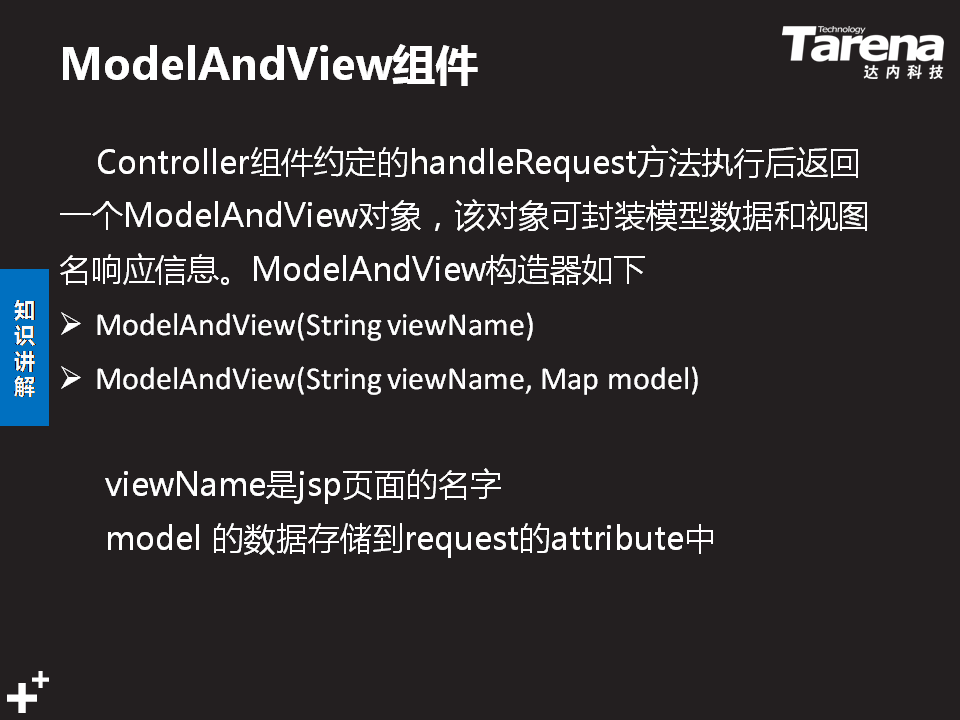 ModelAndView组件
Technology
Tarena
达内科技
Controller组件约定的handleRequest方法执行后返回
一个ModelAndView对象，该对象可封装模型数据和视图
名响应信息。ModelAndView构造器如下
➢ ModelAndView(String viewName)
➢ ModelAndView(String viewName, Map model)
知识讲解
viewName是jsp页面的名字
model 的数据存储到request的attribute中